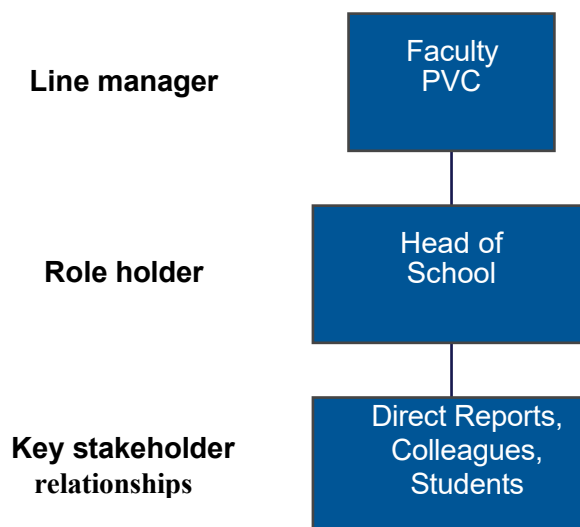 Line manager
Faculty
PVC
Role holder
Head of
School
Key stakeholder
relationships
Direct Reports,
Colleagues,
Students